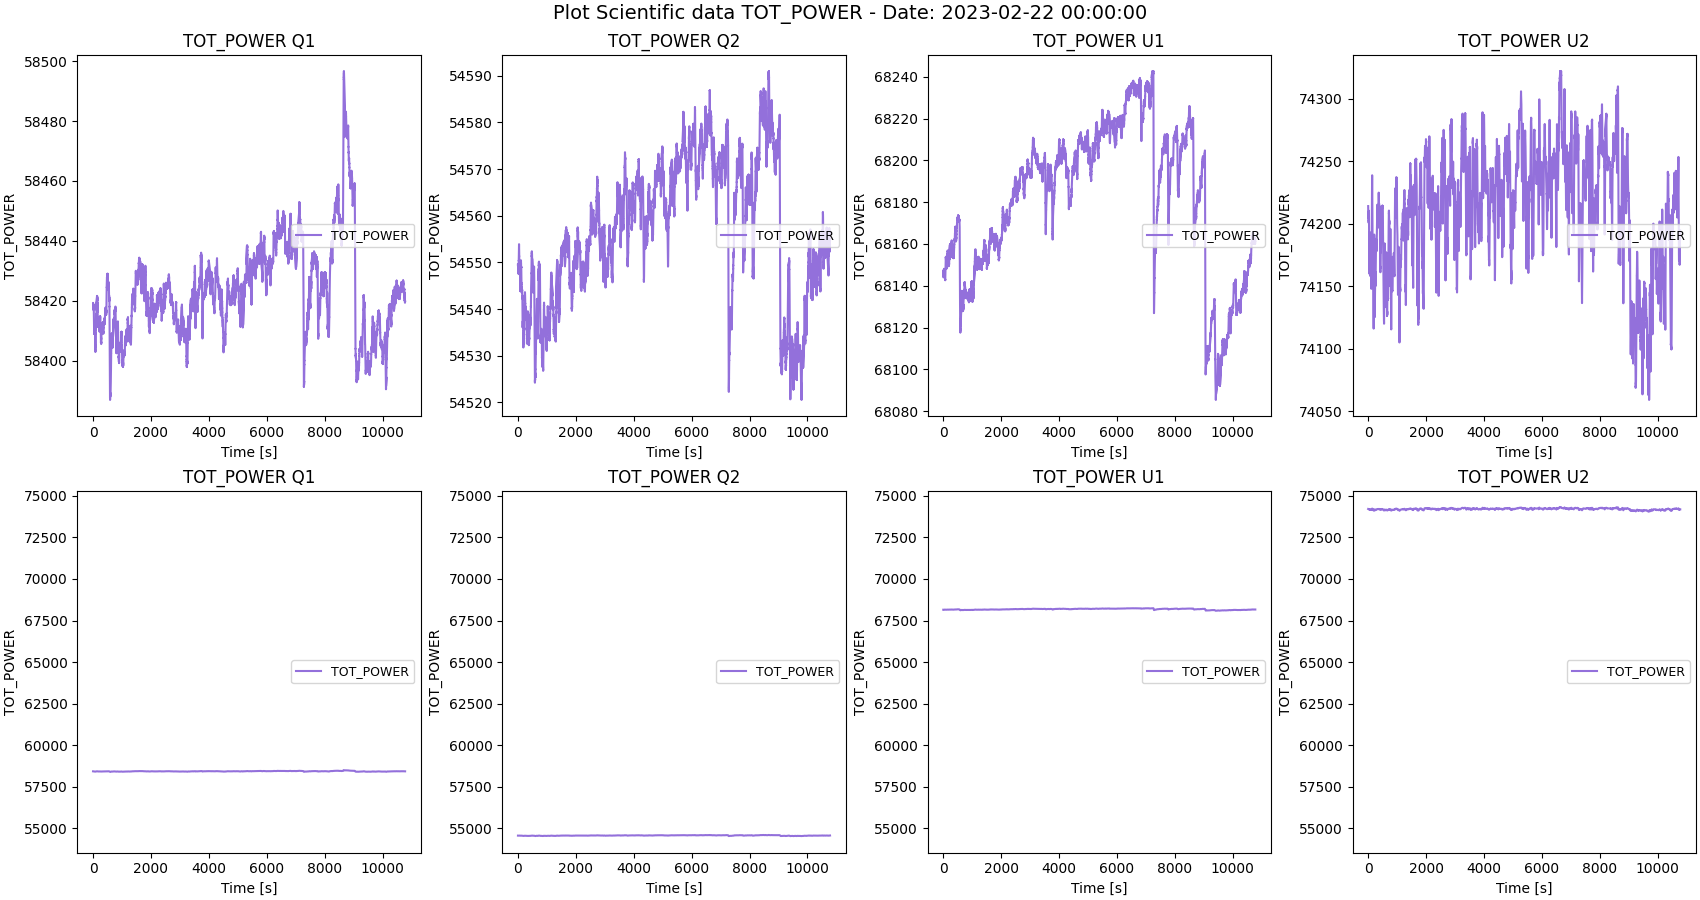 Plot Scientific data TOT_POWER - Date: 2023-02-22 00:00:00
TOT_POWER Q1
TOT_POWER
58500
58480
58460
58440
58420
58400
TOT_POWER
0 2000 4000 6000 8000 10000
Time [s]
TOT_POWER Q2
TOT_POWER
54590
54580
54570
54560
54550
54540
54530
54520
TOT_POWER
0 2000 4000 6000 8000 10000
Time [s]
TOT_POWER U1
TOT_POWER
68240
68220
68200
68180
68160
68140
68120
68100
68080
TOT_POWER
0 2000 4000 6000 8000 10000
Time [s]
TOT_POWER U2
TOT_POWER
74300
74250
74200
74150
74100
74050
TOT_POWER
0 2000 4000 6000 8000 10000
Time [s]
TOT_POWER Q1
TOT_POWER
75000
72500
70000
67500
65000
62500
60000
57500
55000
TOT_POWER
0 2000 4000 6000 8000 10000
Time [s]
TOT_POWER Q2
TOT_POWER
75000
72500
70000
67500
65000
62500
60000
57500
55000
TOT_POWER
0 2000 4000 6000 8000 10000
Time [s]
TOT_POWER U1
TOT_POWER
75000
72500
70000
67500
65000
62500
60000
57500
55000
TOT_POWER
0 2000 4000 6000 8000 10000
Time [s]
TOT_POWER U2
TOT_POWER
75000
72500
70000
67500
65000
62500
60000
57500
55000
TOT_POWER
0 2000 4000 6000 8000 10000
Time [s]